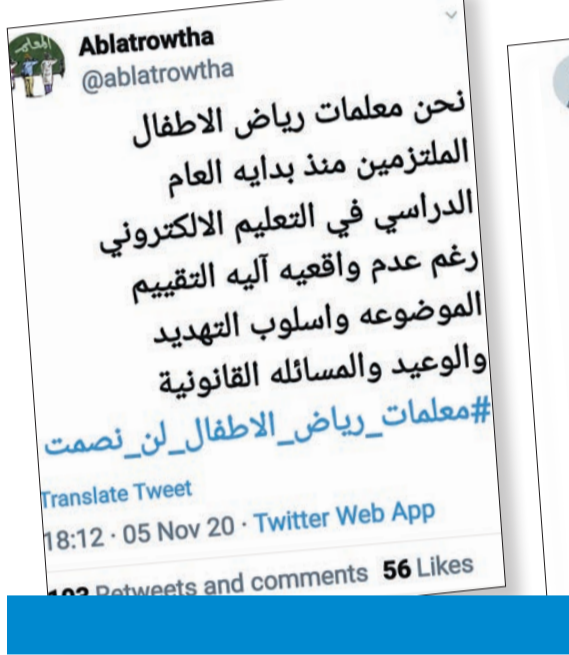 المعلم
Ablatrowtha
@ablatrowtha
نحن معلمات رياض الاطفال
الملتزمين منذ بدايه العام
الدراسي في التعليم الالكتروني
رغم عدم واقعيه آليه التقييم
الموضوعه واسلوب التهديد
والوعيد والمسائله القانونية
#معلمات_رياض_الاطفال_لن_نصمت
Translate Tweet
18:12 · 05 Nov 20 · Twitter Web App
Retweets and comments 56 Likes